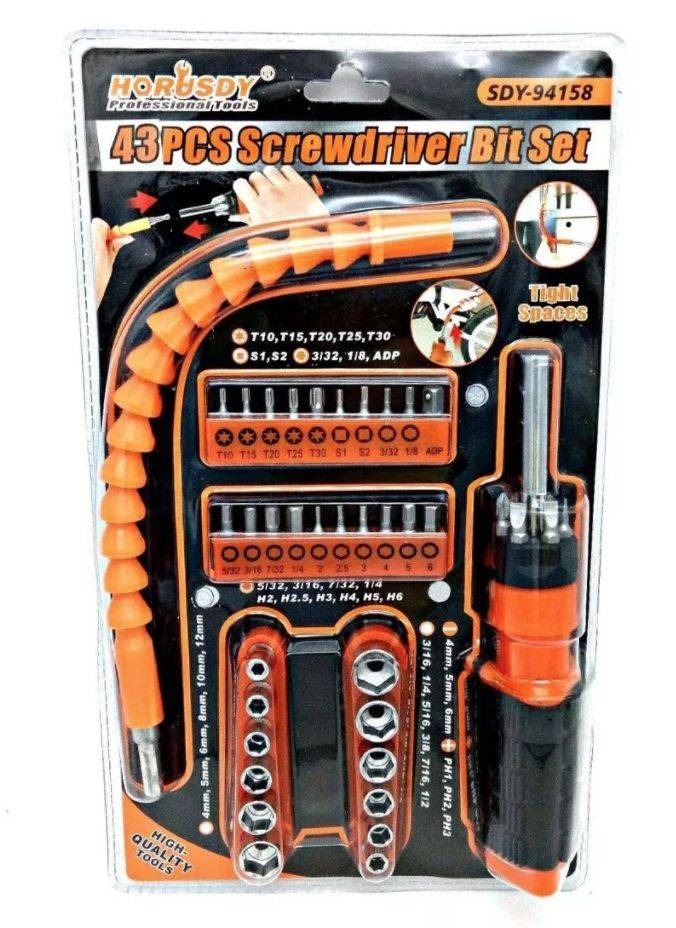 HORUSDY®
Professional Tools
SDY-94158
43PCS Screwdriver Bit Set
Tight
Spaces
T10,T15,T20,T25,T30
S1,S2 3/32, 1/8, ADP
T10 T15 T20 T25 T30 S1 S2 3/32 1/8 ADP
5/32 3/16 7/32 1/4 2 2.5 3 4 5 6
5/32, 3/16, 7/32, 1/4
H2, H2.5, H3, H4, H5, H6
4mm, 5mm, 6mm, 8mm, 10mm, 12mm
4mm, 5mm, 6mm PH1, PH2, PH3
3/16, 1/4, 5/16, 3/8, 7/16, 1/2
HIGH-
QUALITY
TOOLS